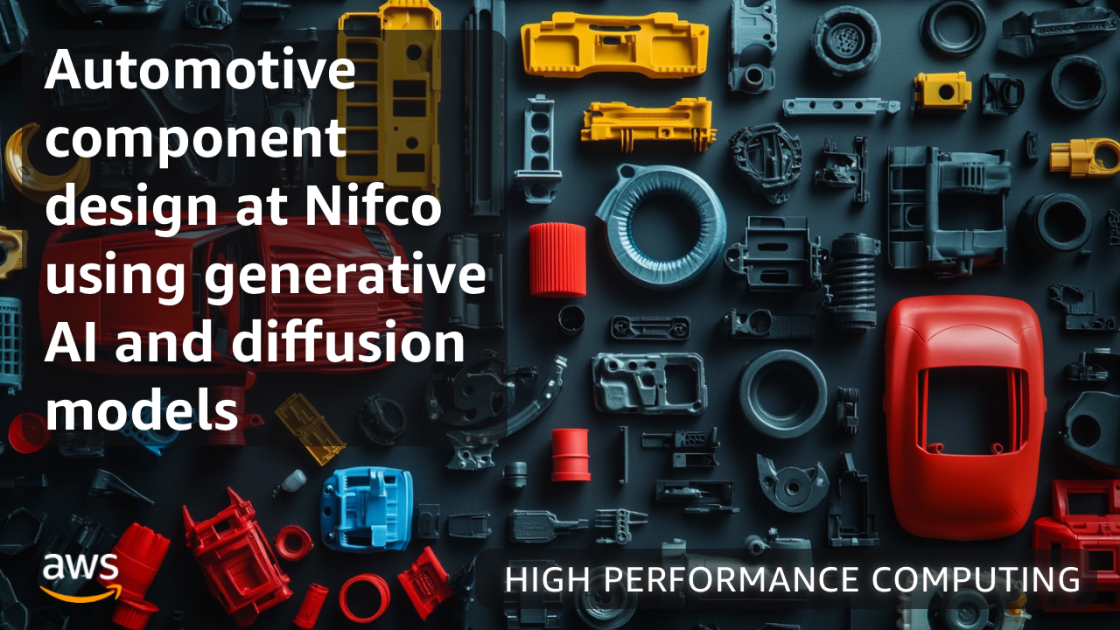 Automotive
component
design at Nifco
using generative
AI and diffusion
models
aws
HIGH PERFORMANCE COMPUTING